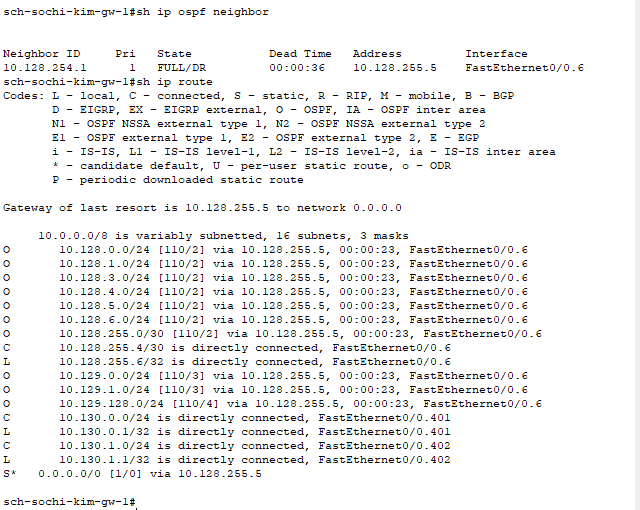 sch-sochi-kim-gw-1#sh ip ospf neighbor
Neighbor ID     Pri   State           Dead Time   Address         Interface
10.128.254.1      1   FULL/DR         00:00:36    10.128.255.5    FastEthernet0/0.6
sch-sochi-kim-gw-1#sh ip route
Codes: L - local, C - connected, S - static, R - RIP, M - mobile, B - BGP
       D - EIGRP, EX - EIGRP external, O - OSPF, IA - OSPF inter area
       N1 - OSPF NSSA external type 1, N2 - OSPF NSSA external type 2
       E1 - OSPF external type 1, E2 - OSPF external type 2, E - EGP
       i - IS-IS, L1 - IS-IS level-1, L2 - IS-IS level-2, ia - IS-IS inter area
       * - candidate default, U - per-user static route, o - ODR
       P - periodic downloaded static route
Gateway of last resort is 10.128.255.5 to network 0.0.0.0
     10.0.0.0/8 is variably subnetted, 16 subnets, 3 masks
O       10.128.0.0/24 [110/2] via 10.128.255.5, 00:00:23, FastEthernet0/0.6
O       10.128.1.0/24 [110/2] via 10.128.255.5, 00:00:23, FastEthernet0/0.6
O       10.128.3.0/24 [110/2] via 10.128.255.5, 00:00:23, FastEthernet0/0.6
O       10.128.4.0/24 [110/2] via 10.128.255.5, 00:00:23, FastEthernet0/0.6
O       10.128.5.0/24 [110/2] via 10.128.255.5, 00:00:23, FastEthernet0/0.6
O       10.128.6.0/24 [110/2] via 10.128.255.5, 00:00:23, FastEthernet0/0.6
O       10.128.255.0/30 [110/2] via 10.128.255.5, 00:00:23, FastEthernet0/0.6
C       10.128.255.4/30 is directly connected, FastEthernet0/0.6
L       10.128.255.6/32 is directly connected, FastEthernet0/0.6
O       10.129.0.0/24 [110/3] via 10.128.255.5, 00:00:23, FastEthernet0/0.6
O       10.129.1.0/24 [110/3] via 10.128.255.5, 00:00:23, FastEthernet0/0.6
O       10.129.128.0/24 [110/4] via 10.128.255.5, 00:00:23, FastEthernet0/0.6
C       10.130.0.0/24 is directly connected, FastEthernet0/0.401
L       10.130.0.1/32 is directly connected, FastEthernet0/0.401
C       10.130.1.0/24 is directly connected, FastEthernet0/0.402
L       10.130.1.1/32 is directly connected, FastEthernet0/0.402
S*   0.0.0.0/0 [1/0] via 10.128.255.5
sch-sochi-kim-gw-1#